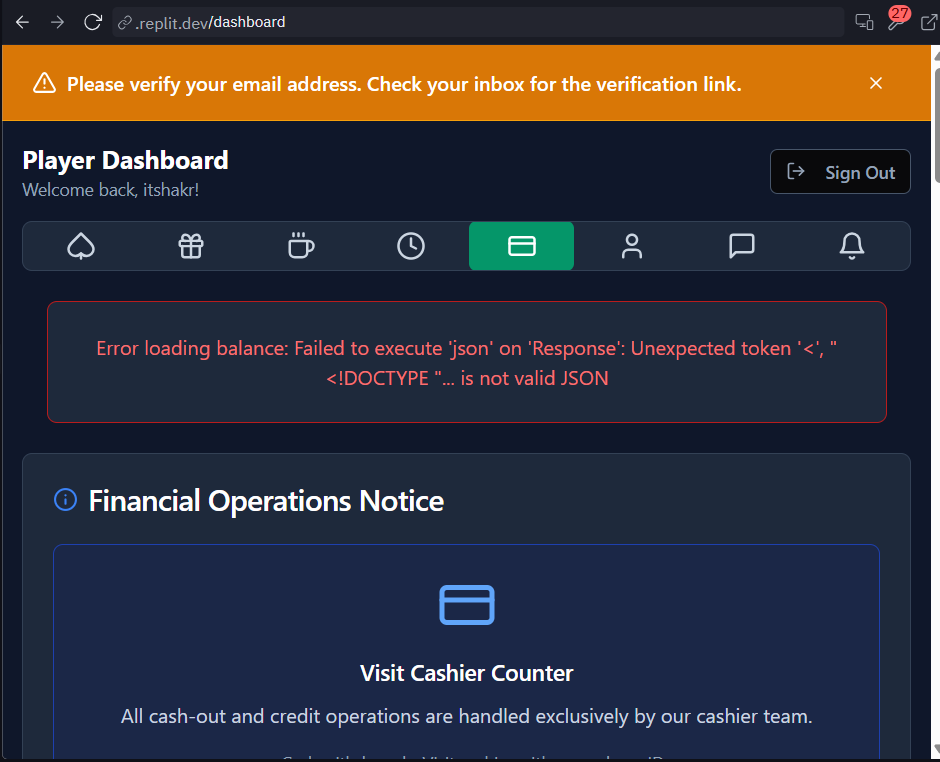 .replit.dev/dashboard
27
Please verify your email address. Check your inbox for the verification link.
Player Dashboard
Welcome back, itshakr!
Sign Out
Error loading balance: Failed to execute 'json' on 'Response': Unexpected token '<', "
<!DOCTYPE "... is not valid JSON
Financial Operations Notice
Visit Cashier Counter
All cash-out and credit operations are handled exclusively by our cashier team.